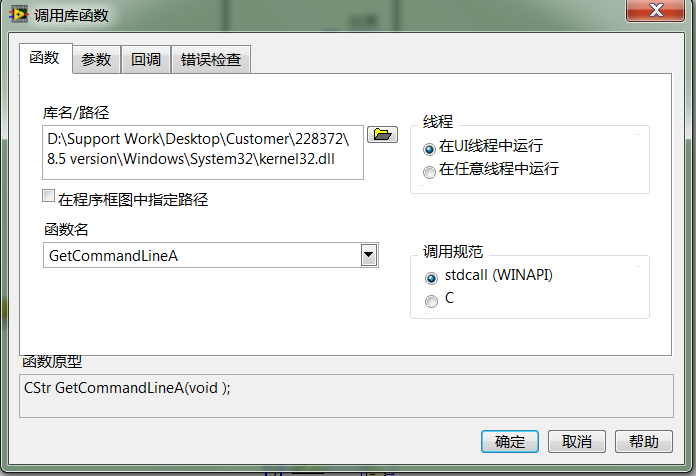 调用库函数
函数
参数
回调
错误检查
库名/路径
D:\Support Work\Desktop\Customer\228372\
8.5 version\Windows\System32\kernel32.dll
在程序框图中指定路径
函数名
GetCommandLineA
线程
在UI线程中运行
在任意线程中运行
调用规范
stdcall (WINAPI)
C
函数原型
CStr GetCommandLineA(void );
确定
取消
帮助